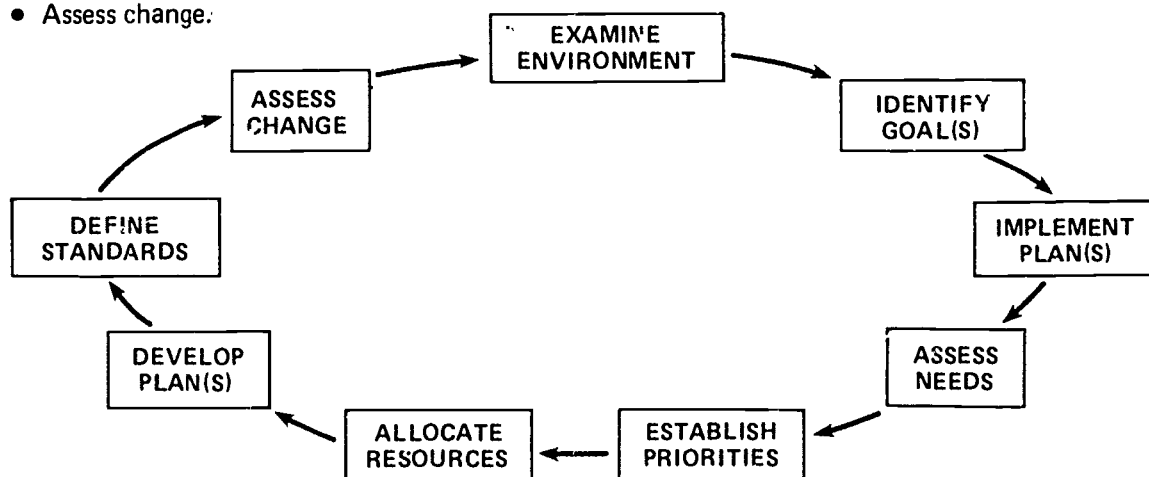 • Assess change.
EXAMINE
ENVIRONMENT
IDENTIFY
GOAL(S)
IMPLEMENT
PLAN(S)
ASSESS
NEEDS
ESTABLISH
PRIORITIES
ALLOCATE
RESOURCES
DEVELOP
PLAN(S)
DEFINE
STANDARDS
ASSESS
CHANGE